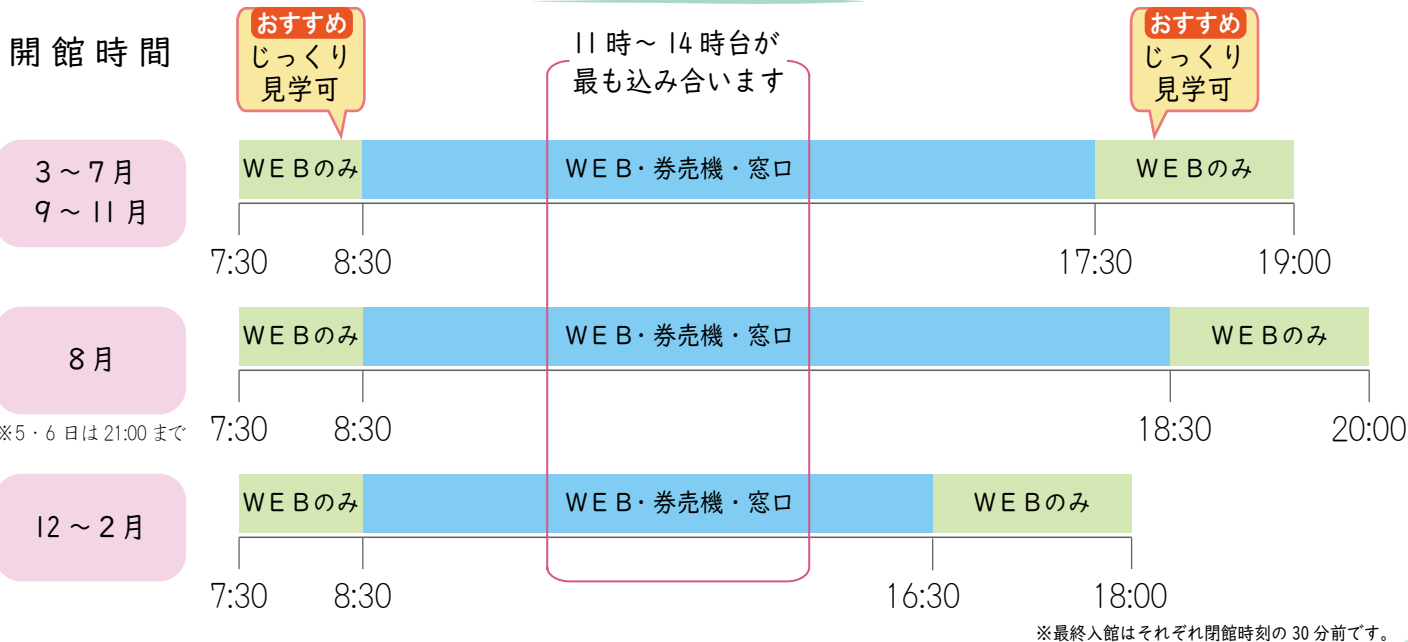 開館時間
おすすめ
じっくり
見学可
11時～14時台が
最も込み合います
おすすめ
じっくり
見学可
3～7月
9～11月
WEBのみ
WEB・券売機・窓口
WEBのみ
7:30
8:30
17:30
19:00
8月
※5・6日は21:00まで
WEBのみ
WEB・券売機・窓口
WEBのみ
7:30
8:30
18:30
20:00
12～2月
WEBのみ
WEB・券売機・窓口
WEBのみ
7:30
8:30
16:30
18:00
※最終入館はそれぞれ閉館時刻の30分前です。